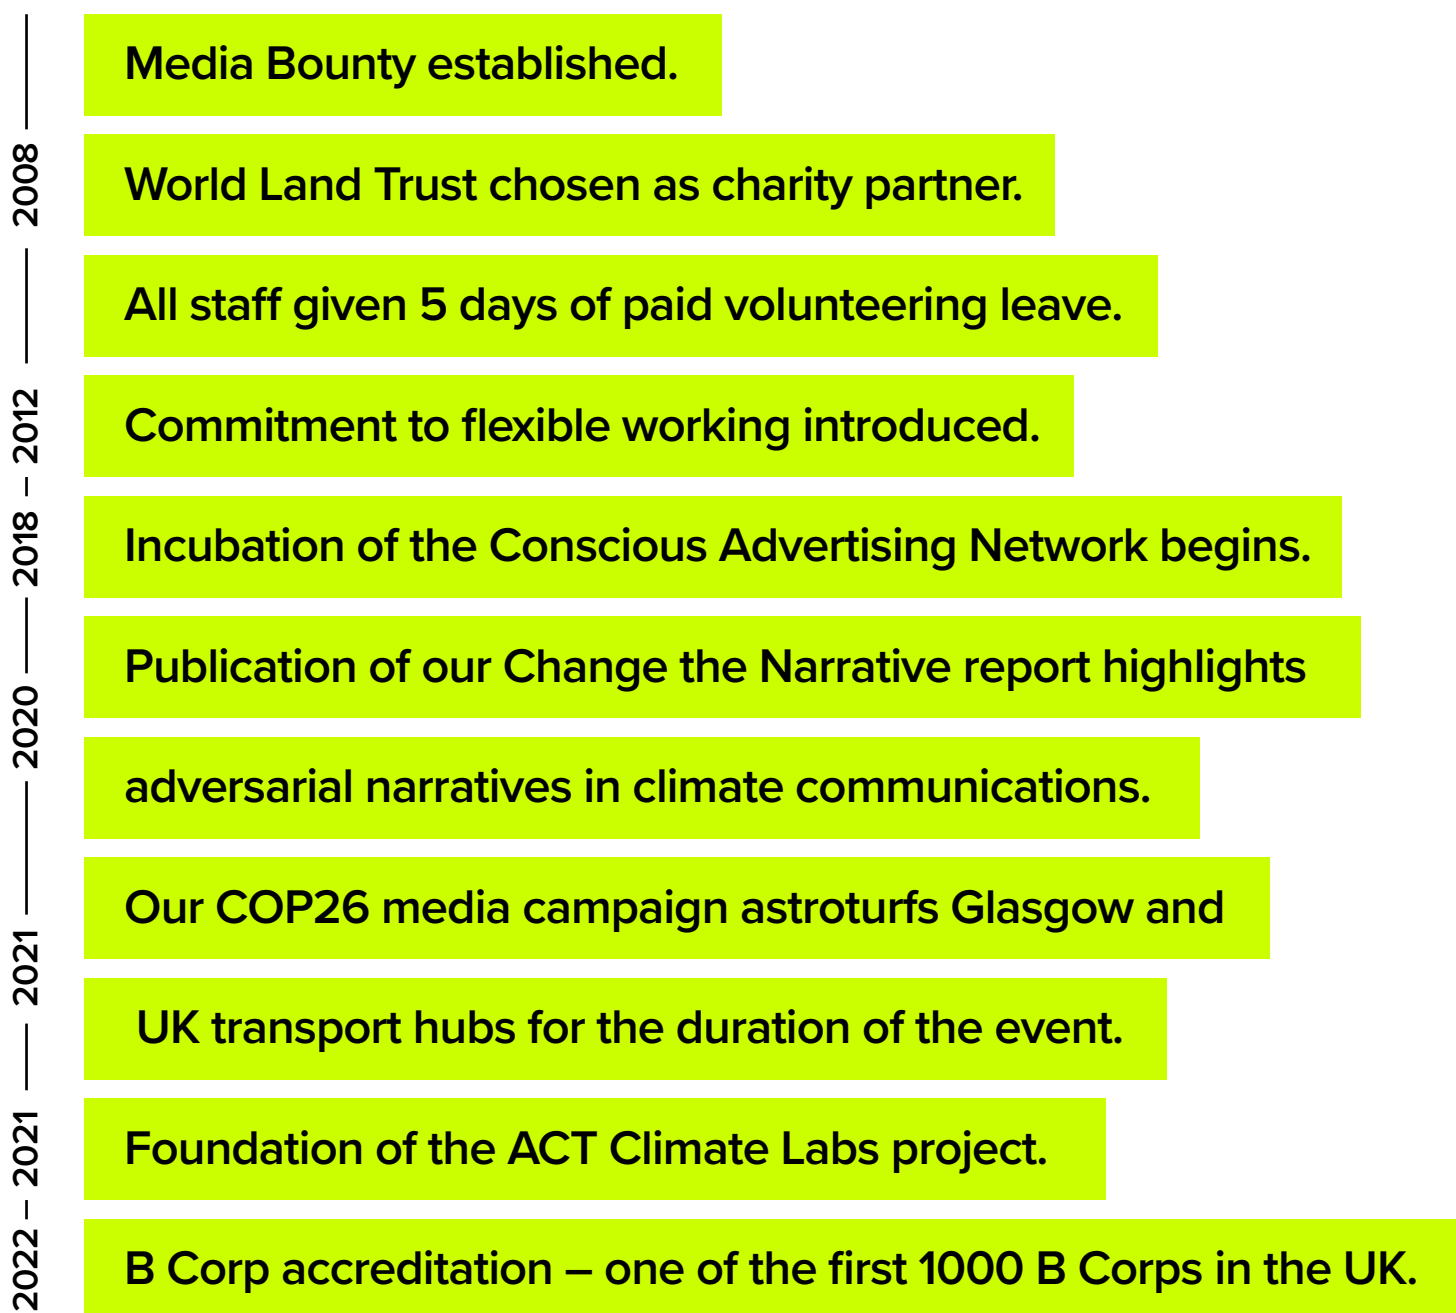 Media Bounty established.
2008
World Land Trust chosen as charity partner.
All staff given 5 days of paid volunteering leave.
2012
Commitment to flexible working introduced.
2018
Incubation of the Conscious Advertising Network begins.
2020
Publication of our Change the Narrative report highlights
adversarial narratives in climate communications.
2021
Our COP26 media campaign astroturfs Glasgow and
UK transport hubs for the duration of the event.
2021
Foundation of the ACT Climate Labs project.
2022
B Corp accreditation – one of the first 1000 B Corps in the UK.